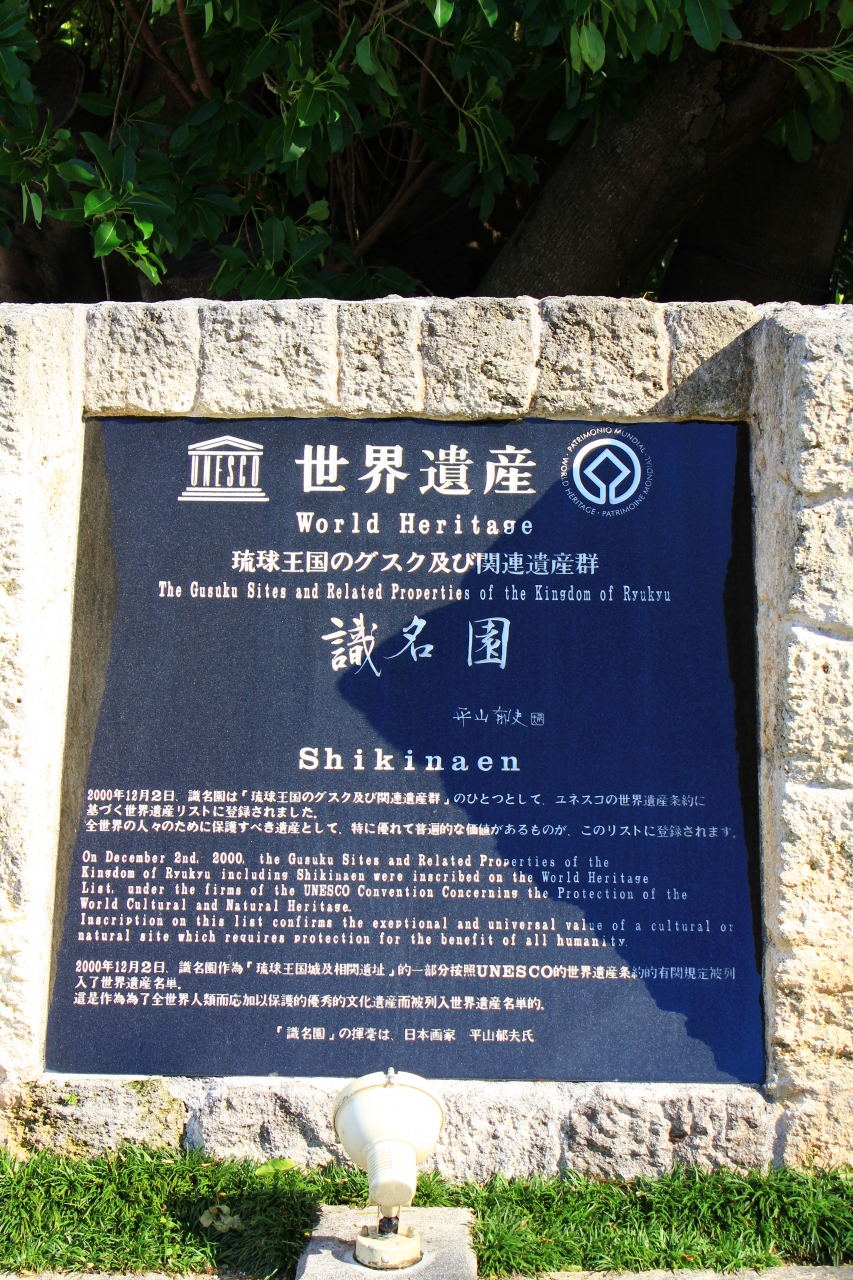 UNESCO
世界遺産
WORLD HERITAGE · PATRIMONIO MUNDIAL · PATRIMOINE MONDIAL
World Heritage
琉球王国のグスク及び関連遺産群
The Gusuku Sites and Related Properties of the Kingdom of Ryukyu
識名園
平山郁夫
Shikinaen
2000年12月2日、識名園は「琉球王国のグスク及び関連遺産群」のひとつとして、ユネスコの世界遺産条約に
基づく世界遺産リストに登録されました。
全世界の人々のために保護すべき遺産として、特に優れて普遍的な価値があるものが、このリストに登録されます。
On December 2nd, 2000, the Gusuku Sites and Related Properties of the
Kingdom of Ryukyu including Shikinaen were inscribed on the World Heritage
List, under the firms of the UNESCO Convention Concerning the Protection of the
World Cultural and Natural Heritage.
Inscription on this list confirms the exeptional and universal value of a cultural or
natural site which requires protection for the benefit of all humanity.
2000年12月2日、識名園作為「琉球王国城及相関遺址」的一部分按照UNESCO的世界遺産条約的有関規定被列
入了世界遺産名単。
這是作為為了全世界人類而応加以保護的優秀的文化遺産而被列入世界遺産名単的。
「識名園」の揮毫は、日本画家 平山郁夫氏